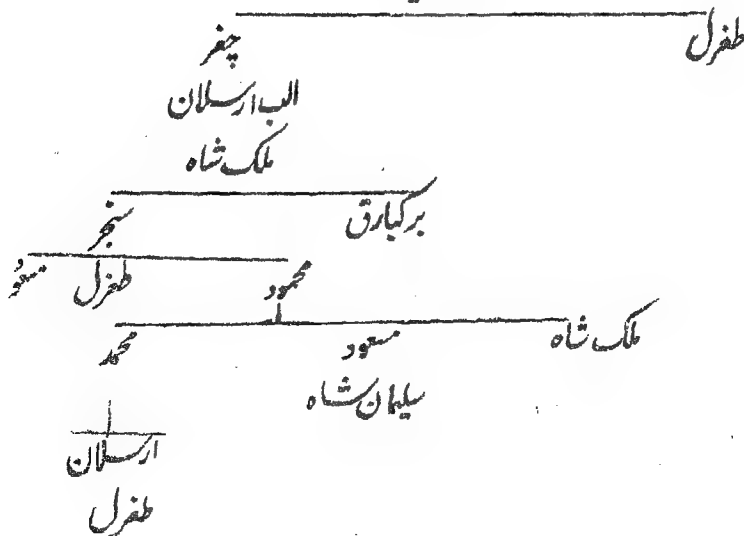 طغرل چغر
الب ارسلان
ملک شاہ
برکیارق سنجر
محمود طغرل مسعود
ملک شاہ مسعود محمد
سلیمان شاہ
ارسلان
طغرل